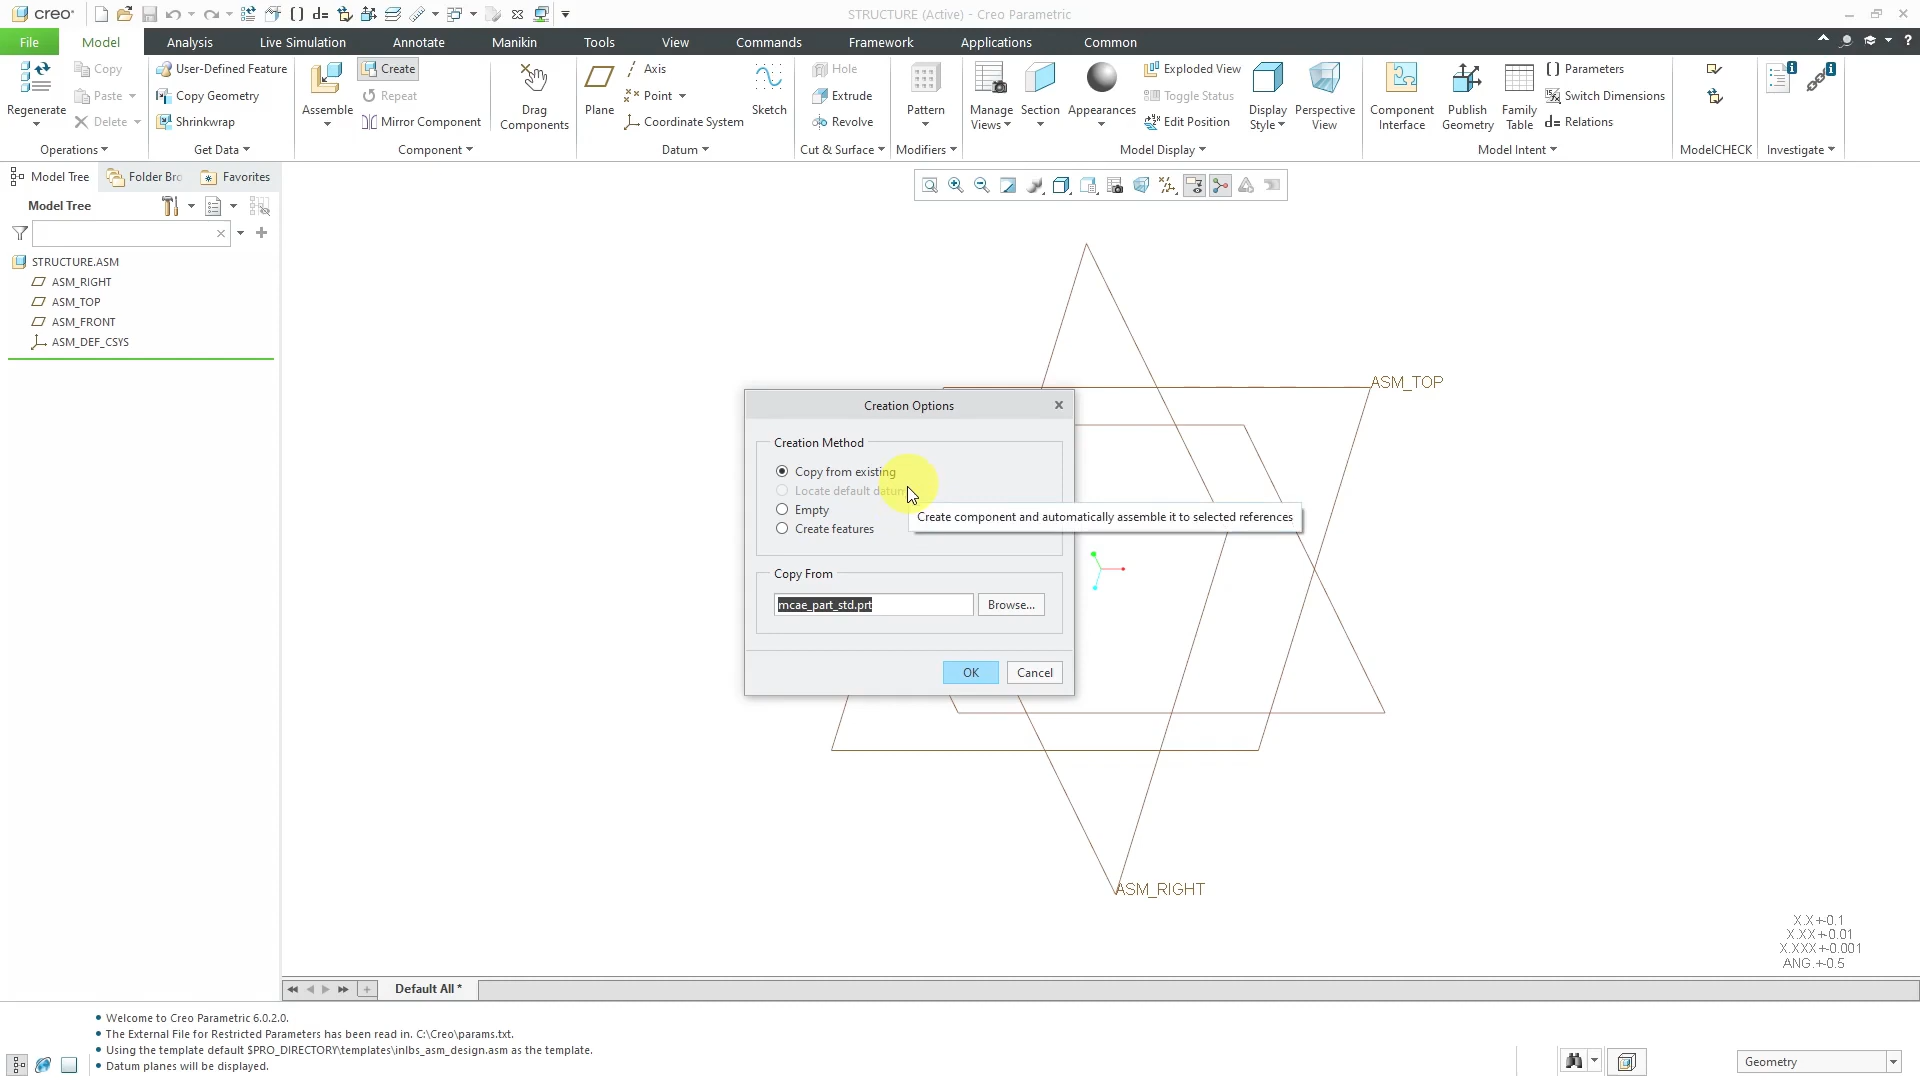 creo
STRUCTURE (Active) - Creo Parametric
File
Model
Analysis
Live Simulation
Annotate
Manikin
Tools
View
Commands
Framework
Applications
Common
Regenerate
Copy
Paste
Delete
Operations
User-Defined Feature
Copy Geometry
Shrinkwrap
Get Data
Assemble
Create
Repeat
Mirror Component
Component
Drag
Components
Plane
Axis
Point
Coordinate System
Sketch
Datum
Hole
Extrude
Revolve
Cut & Surface
Pattern
Modifiers
Manage
Views
Section
Appearances
Exploded View
Toggle Status
Edit Position
Display
Style
Perspective
View
Model Display
Component
Interface
Publish
Geometry
Family
Table
Parameters
Switch Dimensions
d= Relations
Model Intent
ModelCHECK
Investigate
Model Tree
Folder Bro
Favorites
Model Tree
STRUCTURE.ASM
ASM_RIGHT
ASM_TOP
ASM_FRONT
ASM_DEF_CSYS
ASM_TOP
Creation Options
Creation Method
Copy from existing
Locate default datum
Empty
Create features
Create component and automatically assemble it to selected references
Copy From
mcae_part_std.prt
Browse...
OK
Cancel
ASM_RIGHT
X.X+-0.1
X.XX+-0.01
X.XXX+-0.001
ANG.+-0.5
Default All *
• Welcome to Creo Parametric 6.0.2.0.
• The External File for Restricted Parameters has been read in. C:\Creo\params.txt.
• Using the template default $PRO_DIRECTORY\templates\inlbs_asm_design.asm as the template.
• Datum planes will be displayed.
Geometry